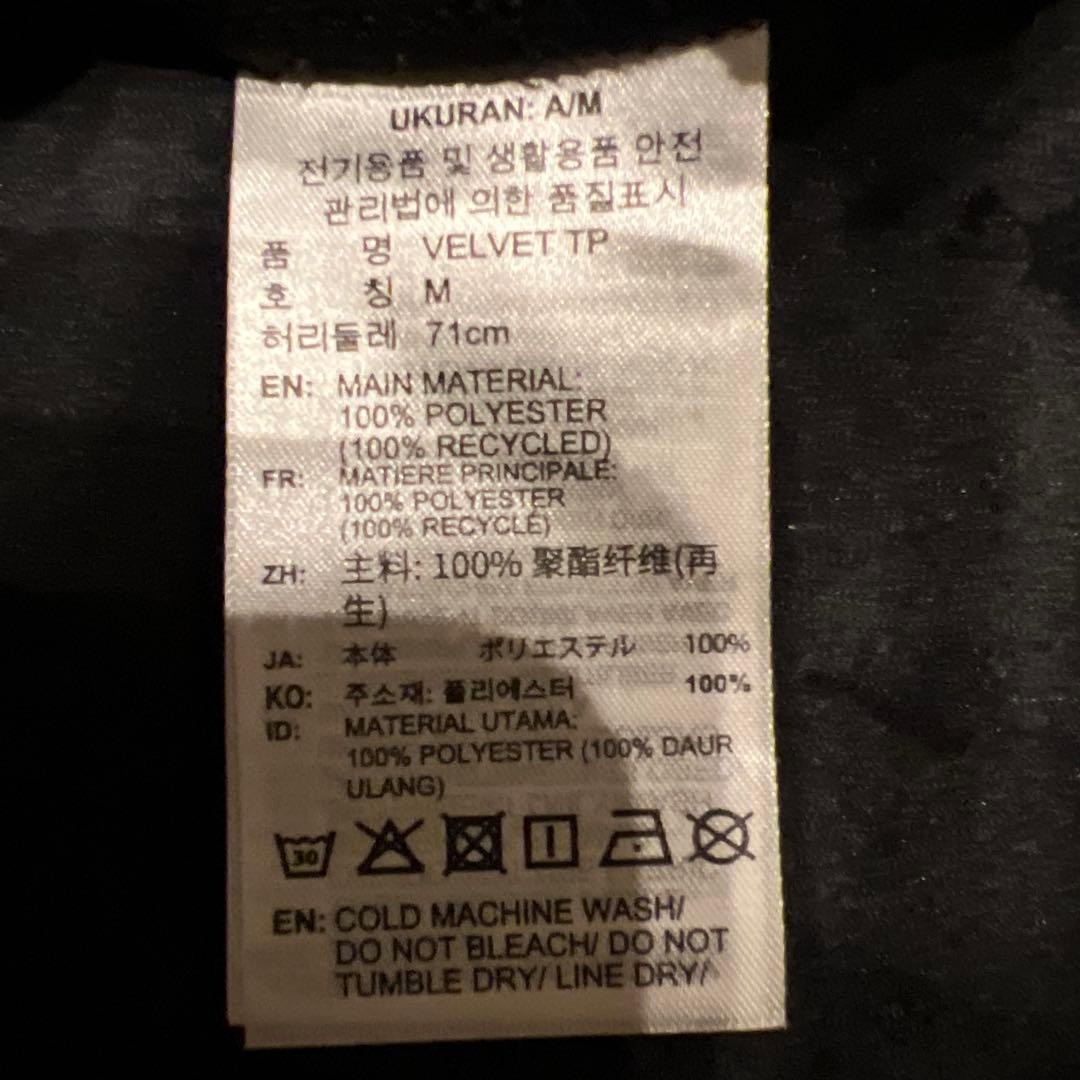 UKURAN: A/M
전기용품 및 생활용품 안전
관리법에 의한 품질표시
품 명 VELVET TP
호 칭 M
허리둘레 71cm
EN: MAIN MATERIAL:
100% POLYESTER
(100% RECYCLED)
FR: MATIERE PRINCIPALE:
100% POLYESTER
(100% RECYCLÉ)
ZH: 主料: 100% 聚酯纤维(再
生)
JA: 本体 ポリエステル 100%
KO: 주소재: 폴리에스터 100%
ID: MATERIAL UTAMA:
100% POLYESTER (100% DAUR
ULANG)
30
EN: COLD MACHINE WASH/
DO NOT BLEACH/ DO NOT
TUMBLE DRY/ LINE DRY/